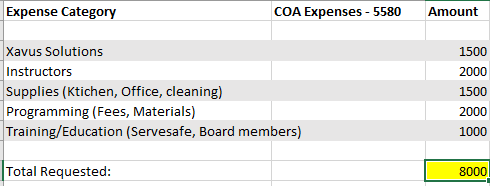 Expense Category COA Expenses - 5580 Amount
Xavus Solutions 1500
Instructors 2000
Supplies (Ktichen, Office, cleaning) 1500
Programming (Fees, Materials) 2000
Training/Education (Servesafe, Board members) 1000
Total Requested: 8000